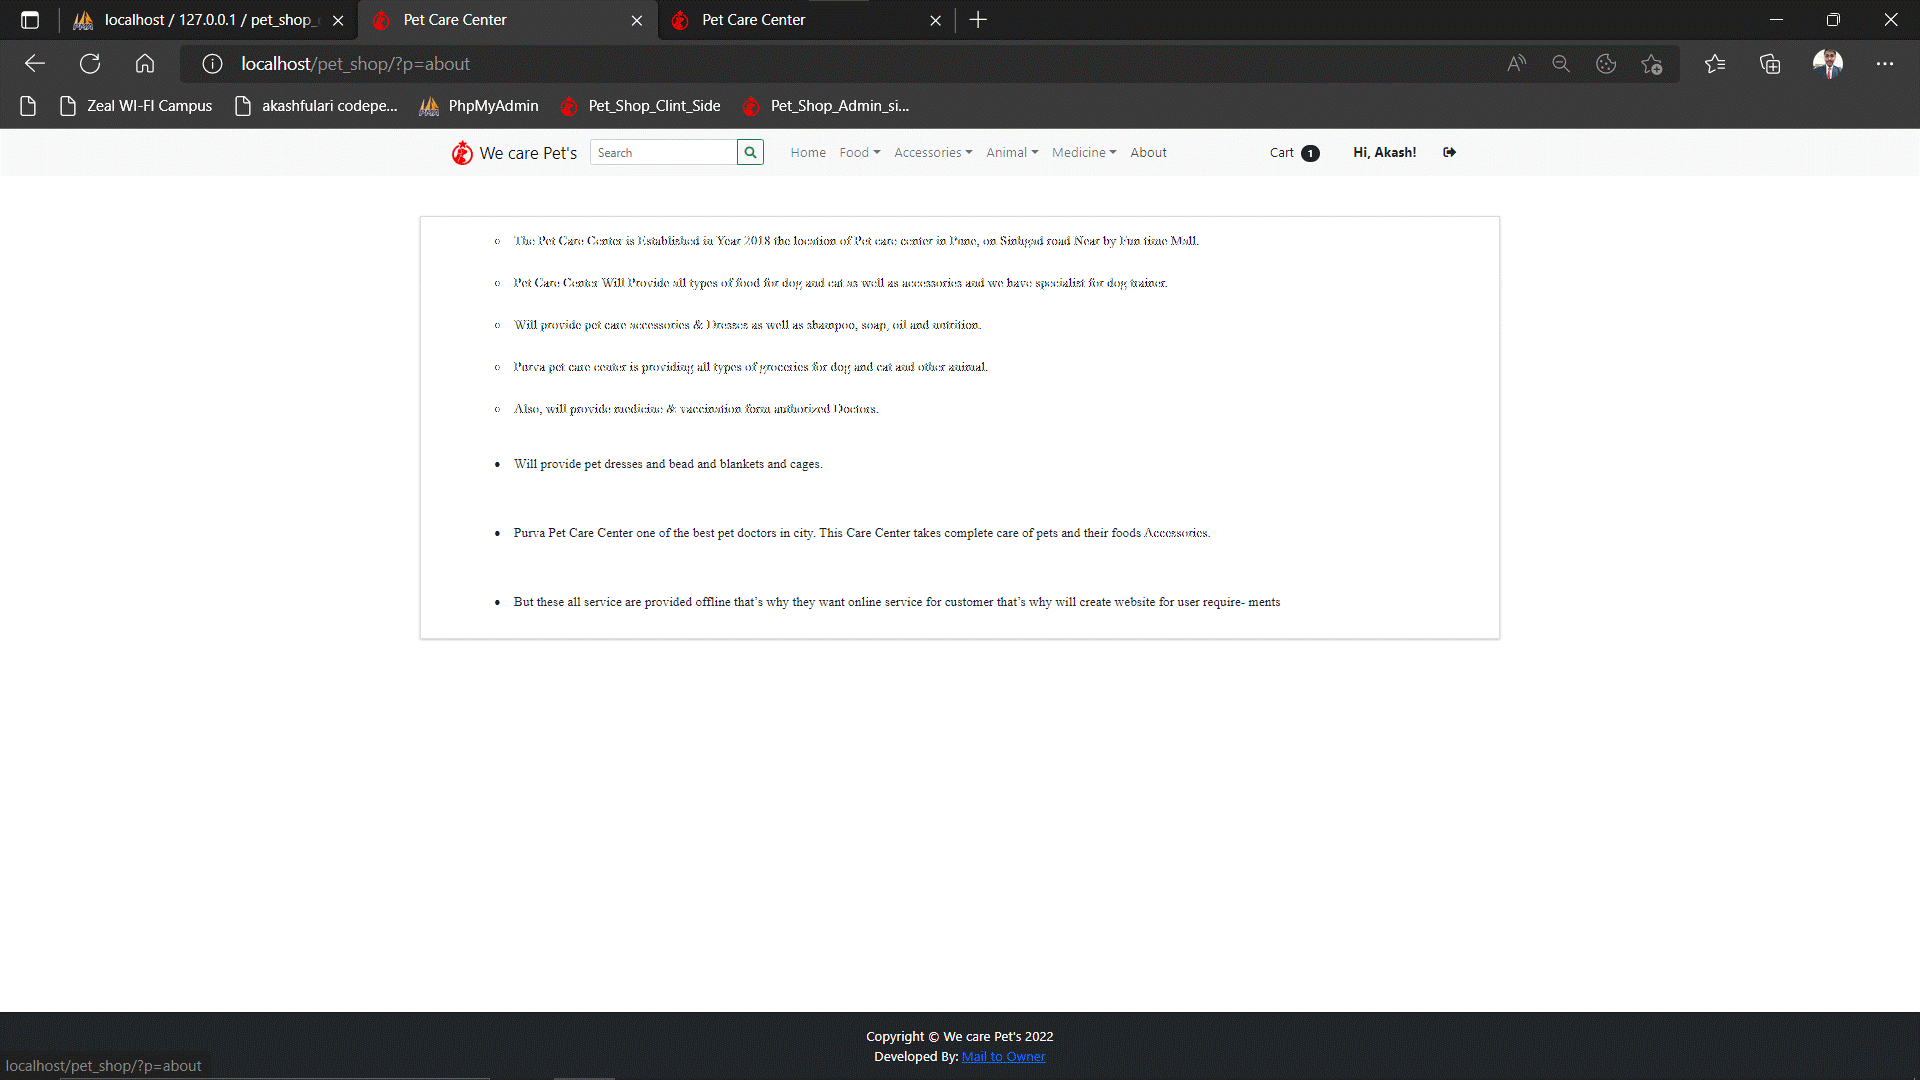 localhost / 127.0.0.1 / pet_shop_
Pet Care Center
Pet Care Center
localhost/pet_shop/?p=about
Zeal WI-FI Campus akashfulari codepe... PhpMyAdmin Pet_Shop_Clint_Side Pet_Shop_Admin_si...
We care Pet's Search Home Food Accessories Animal Medicine About Cart 1 Hi, Akash!
The Pet Care Center is Established in Year 2018 the location of Pet care center in Pune, on Sinhgad road Near by Fun time Mall.
Pet Care Center Will Provide all types of food for dog and cat as well as accessories and we have specialist for dog trainer.
Will provide pet care accessories & Dresses as well as shampoo, soap, oil and nutrition.
Purva pet care center is providing all types of groceries for dog and cat and other animal.
Also, will provide medicine & vaccination form authorized Doctors.
Will provide pet dresses and bead and blankets and cages.
Purva Pet Care Center one of the best pet doctors in city. This Care Center takes complete care of pets and their foods Accessories.
But these all service are provided offline that’s why they want online service for customer that’s why will create website for user require- ments
Copyright © We care Pet's 2022
Developed By: Mail to Owner
localhost/pet_shop/?p=about